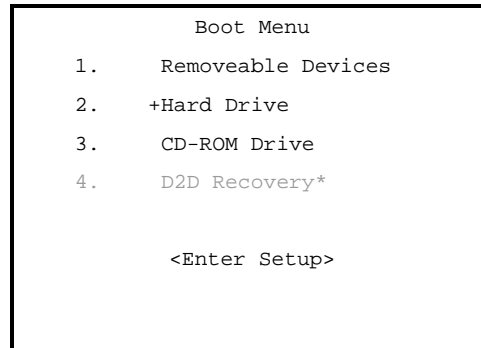 Boot Menu
1. Removeable Devices
2. +Hard Drive
3. CD-ROM Drive
4. D2D Recovery*
<Enter Setup>